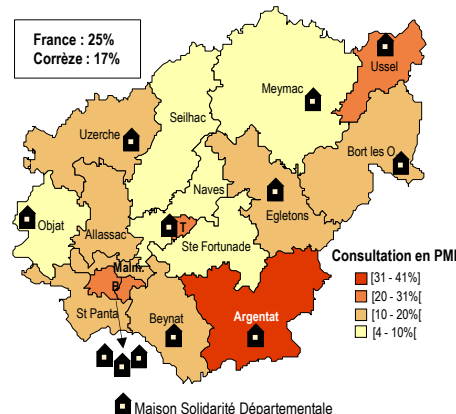 France : 25%
Corrèze : 17%
Ussel
Meymac
Seilhac
Uzerche
Bort les O.
Naves
Egletons
Objat
Allassac
T
Ste Fortunade
Malm.
B
St Panta
Beynat
Argentat
Consultation en PMI
[31 - 41%]
[20 - 31%[
[10 - 20%[
[4 - 10%[
Maison Solidarité Départementale